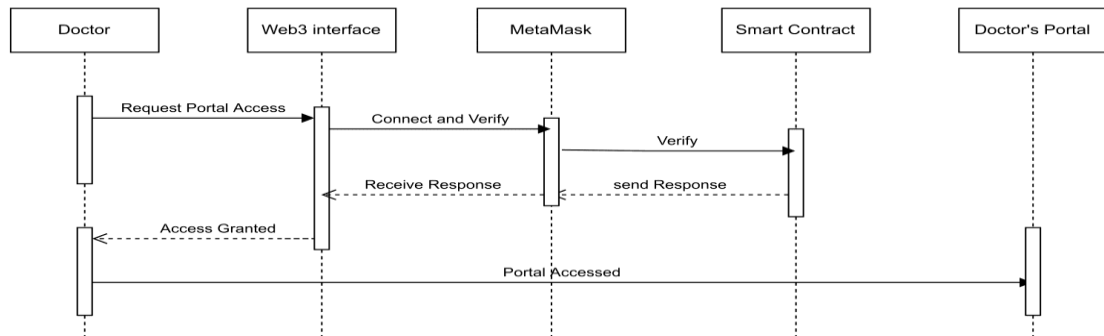 Doctor
Web3 interface
MetaMask
Smart Contract
Doctor's Portal
Request Portal Access
Connect and Verify
Verify
Receive Response
send Response
Access Granted
Portal Accessed